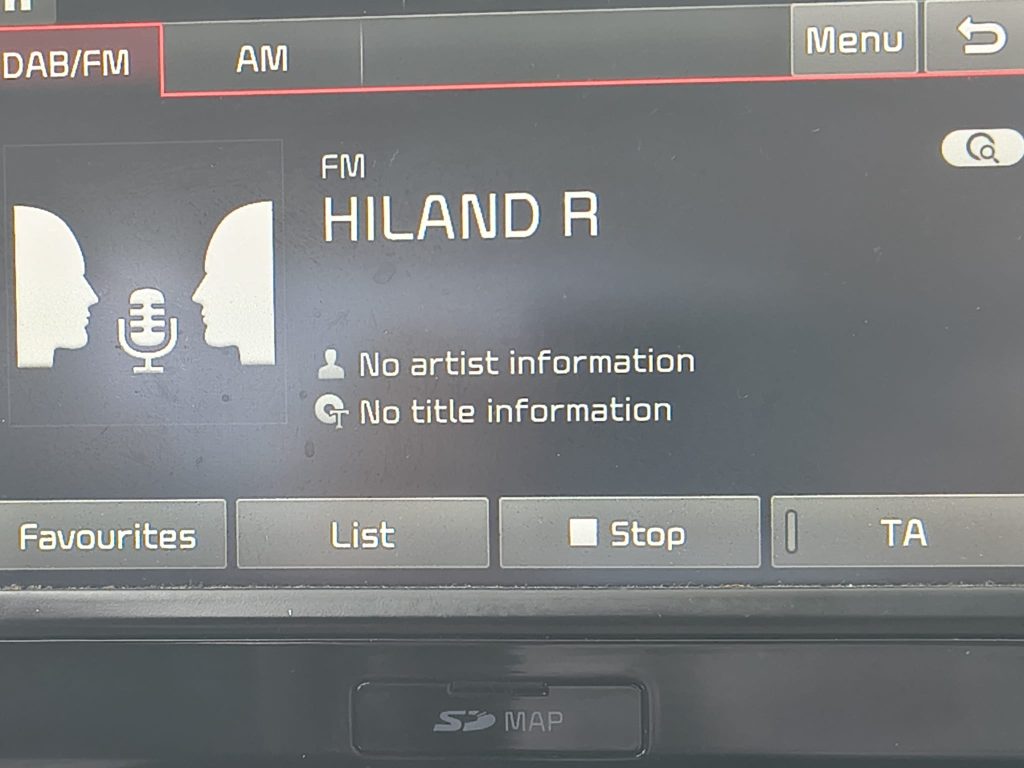 DAB/FM AM Menu
FM
HILAND R
No artist information
No title information
Favourites List Stop TA
SD MAP